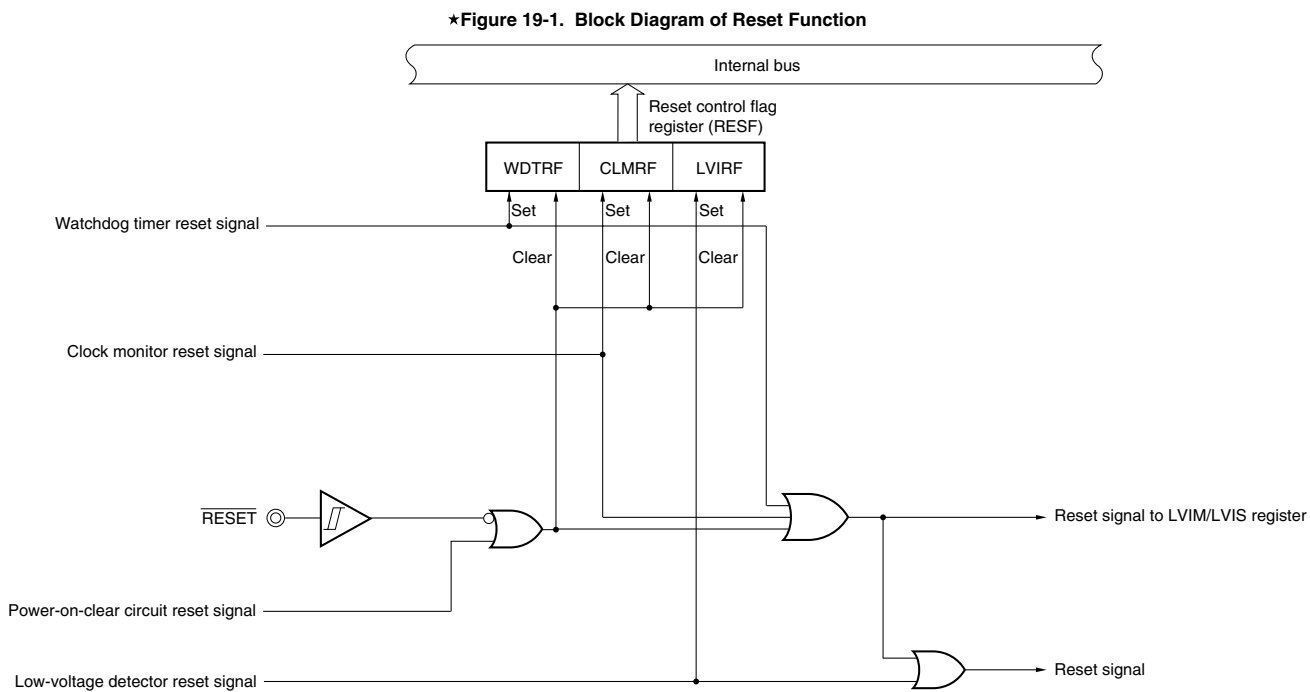 ★Figure 19-1. Block Diagram of Reset Function
Internal bus
Reset control flag
register (RESF)
WDTRF CLMRF LVIRF
Set Set Set
Watchdog timer reset signal
Clear Clear Clear
Clock monitor reset signal
RESET
Reset signal to LVIM/LVIS register
Power-on-clear circuit reset signal
Reset signal
Low-voltage detector reset signal